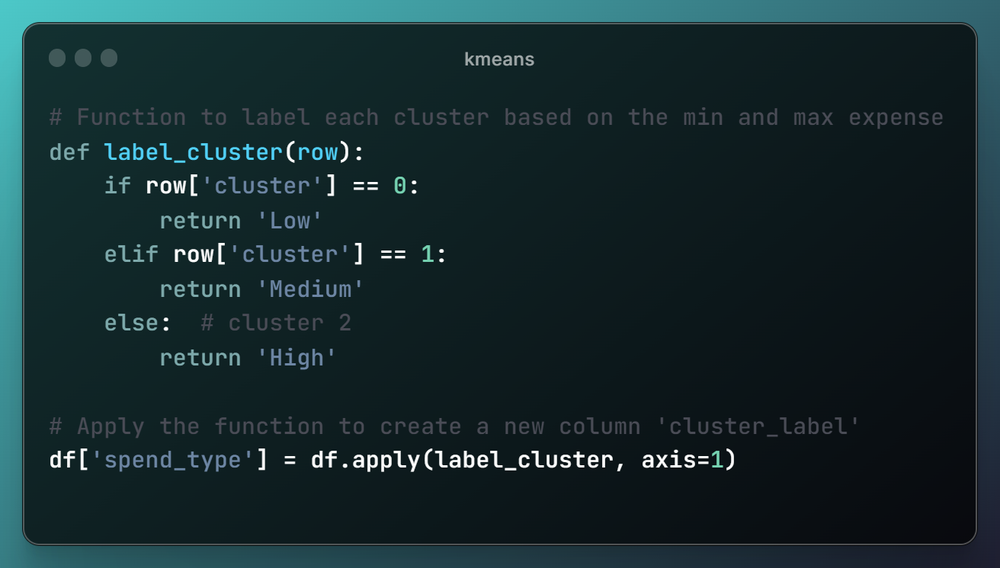 kmeans
# Function to label each cluster based on the min and max expense
def label_cluster(row):
    if row['cluster'] == 0:
        return 'Low'
    elif row['cluster'] == 1:
        return 'Medium'
    else:  # cluster 2
        return 'High'

# Apply the function to create a new column 'cluster_label'
df['spend_type'] = df.apply(label_cluster, axis=1)